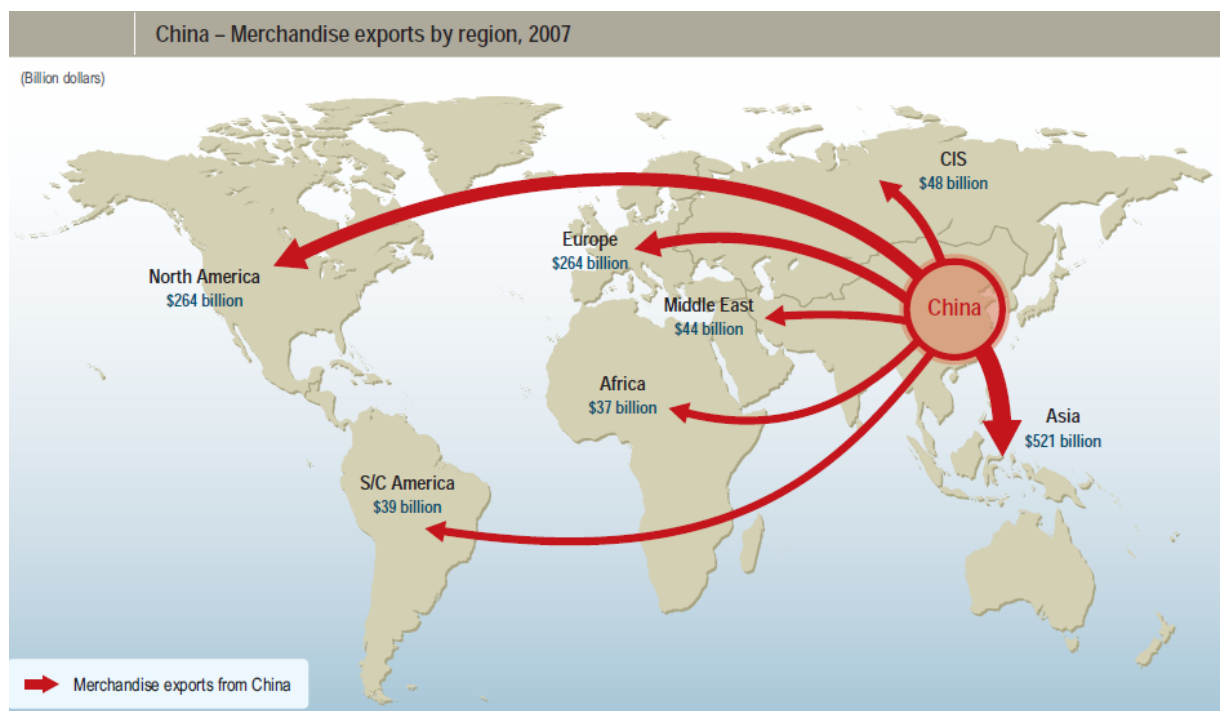 China – Merchandise exports by region, 2007
(Billion dollars)
CIS
$48 billion
Europe
$264 billion
North America
$264 billion
Middle East
$44 billion
China
Africa
$37 billion
Asia
$521 billion
S/C America
$39 billion
Merchandise exports from China